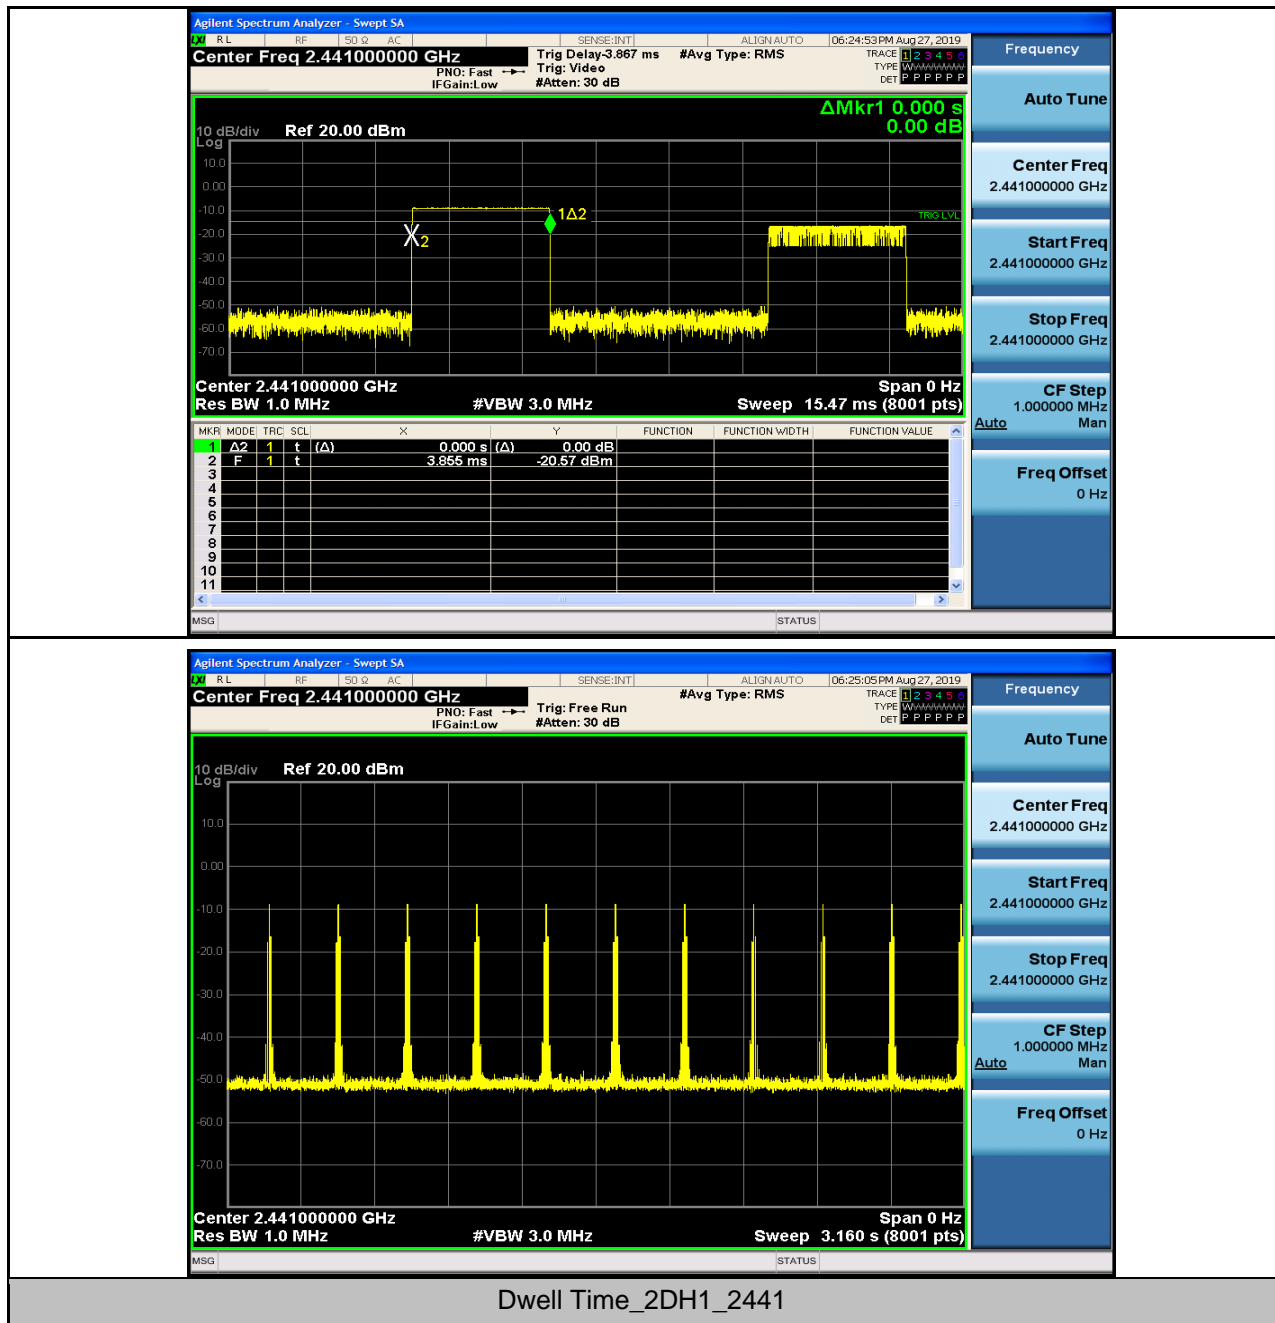 Agilent Spectrum Analyzer - Swept SA
LXI RL RF 50 Ω AC SENSE:INT ALIGN AUTO 06:24:53 PM Aug 27, 2019
Center Freq 2.441000000 GHz
PNO: Fast
IFGain:Low
Trig Delay-3.867 ms
Trig: Video
#Atten: 30 dB
#Avg Type: RMS
TRACE 1 2 3 4 5 6
TYPE
DET P P P P P P
Frequency
Auto Tune
Center Freq
2.441000000 GHz
Start Freq
2.441000000 GHz
Stop Freq
2.441000000 GHz
CF Step
1.000000 MHz
Auto Man
Freq Offset
0 Hz
ΔMkr1 0.000 s
0.00 dB
10 dB/div Ref 20.00 dBm
Log
10.0
0.00
-10.0
-20.0
-30.0
-40.0
-50.0
-60.0
-70.0
1Δ2
2
TRIG LVL
Center 2.441000000 GHz Span 0 Hz
Res BW 1.0 MHz #VBW 3.0 MHz Sweep 15.47 ms (8001 pts)
MKR MODE TRC SCL X Y FUNCTION FUNCTION WIDTH FUNCTION VALUE
1 Δ2 1 t (Δ) 0.000 s (Δ) 0.00 dB
2 F 1 t 3.855 ms -20.57 dBm
3
4
5
6
7
8
9
10
11
MSG STATUS
Agilent Spectrum Analyzer - Swept SA
LXI RL RF 50 Ω AC SENSE:INT ALIGN AUTO 06:25:05 PM Aug 27, 2019
Center Freq 2.441000000 GHz
PNO: Fast
IFGain:Low
Trig: Free Run
#Atten: 30 dB
#Avg Type: RMS
TRACE 1 2 3 4 5 6
TYPE
DET P P P P P P
Frequency
Auto Tune
Center Freq
2.441000000 GHz
Start Freq
2.441000000 GHz
Stop Freq
2.441000000 GHz
CF Step
1.000000 MHz
Auto Man
Freq Offset
0 Hz
10 dB/div Ref 20.00 dBm
Log
10.0
0.00
-10.0
-20.0
-30.0
-40.0
-50.0
-60.0
-70.0
Center 2.441000000 GHz Span 0 Hz
Res BW 1.0 MHz #VBW 3.0 MHz Sweep 3.160 s (8001 pts)
MSG STATUS
Dwell Time_2DH1_2441